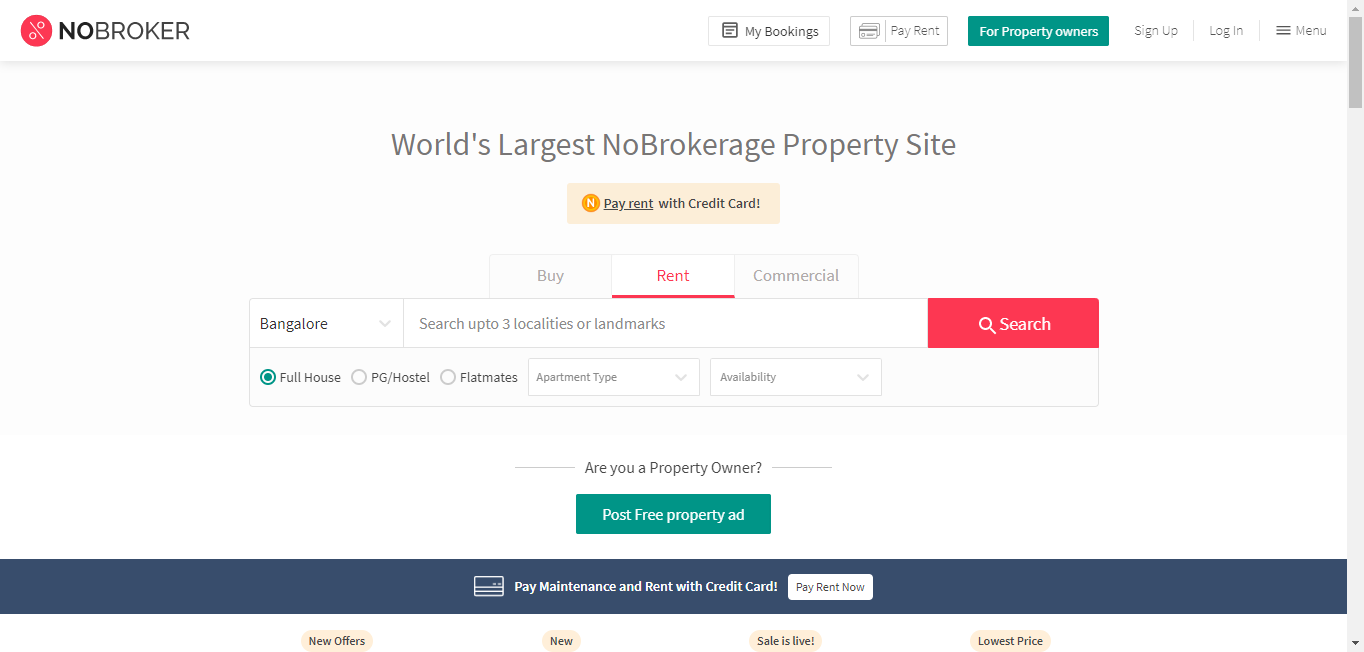 NOBROKER
My Bookings
Pay Rent
For Property owners
Sign Up
Log In
Menu
World's Largest NoBrokerage Property Site
N Pay rent with Credit Card!
Buy
Rent
Commercial
Bangalore
Search upto 3 localities or landmarks
Search
Full House
PG/Hostel
Flatmates
Apartment Type
Availability
Are you a Property Owner?
Post Free property ad
Pay Maintenance and Rent with Credit Card!
Pay Rent Now
New Offers
New
Sale is live!
Lowest Price